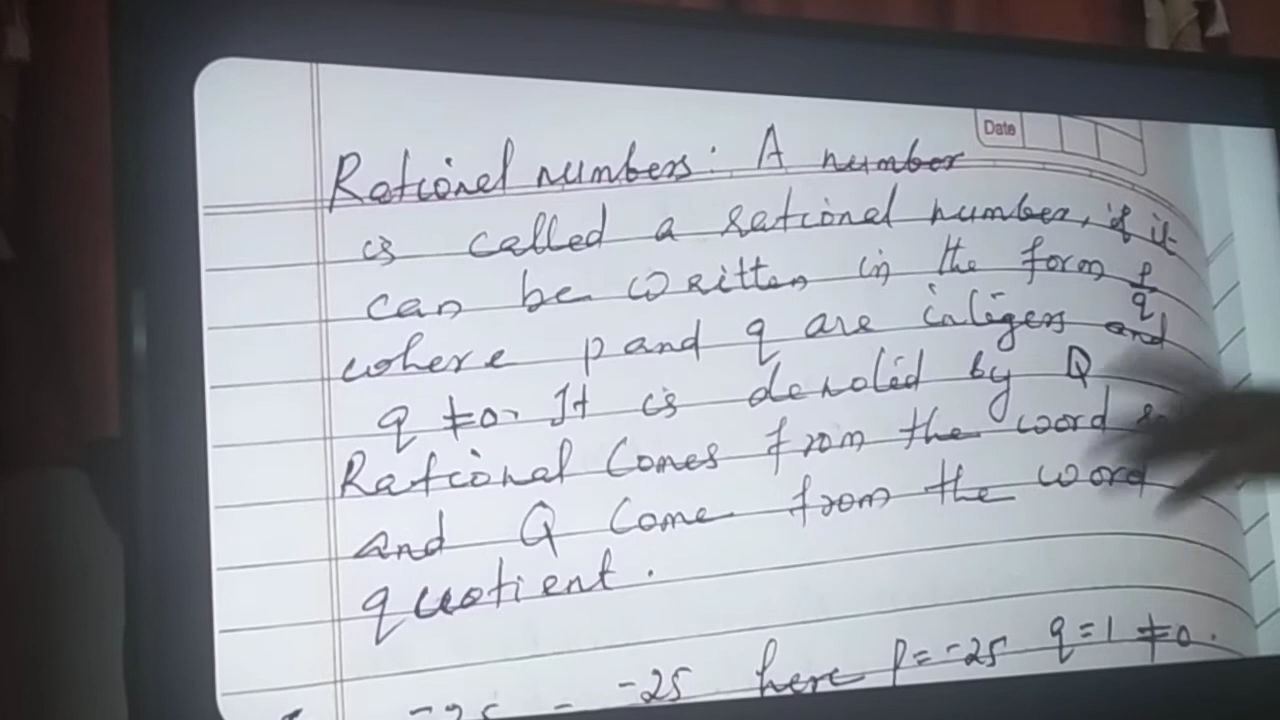 Date
Rational numbers: A number
is called a rational number, if it
can be written in the form p/q
where p and q are integers and
q ≠0. It is denoted by Q
Rational Comes from the word
and Q Come from the word
quotient.
-25 here p=-25 q=1 ≠0.